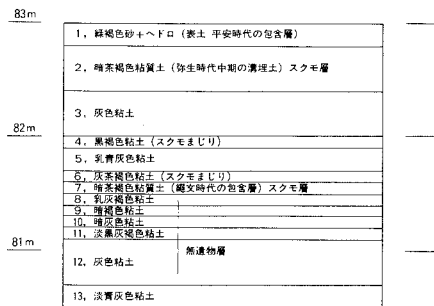 83m
1, 緑褐色砂+ヘドロ (表土 平安時代の包含層)
2, 暗茶褐色粘質土 (弥生時代中期の溝埋土) スクモ層
3, 灰色粘土
82m
4, 黒褐色粘土 (スクモまじり)
5, 乳青灰色粘土
6, 灰茶褐色粘土 (スクモまじり)
7, 暗茶褐色粘質土 (縄文時代の包含層) スクモ層
8, 乳灰褐色粘土
9, 暗褐色粘土
10, 暗灰色粘土
11, 淡黒灰褐色粘土
81m
無遺物層
12, 灰色粘土
13, 淡青灰色粘土